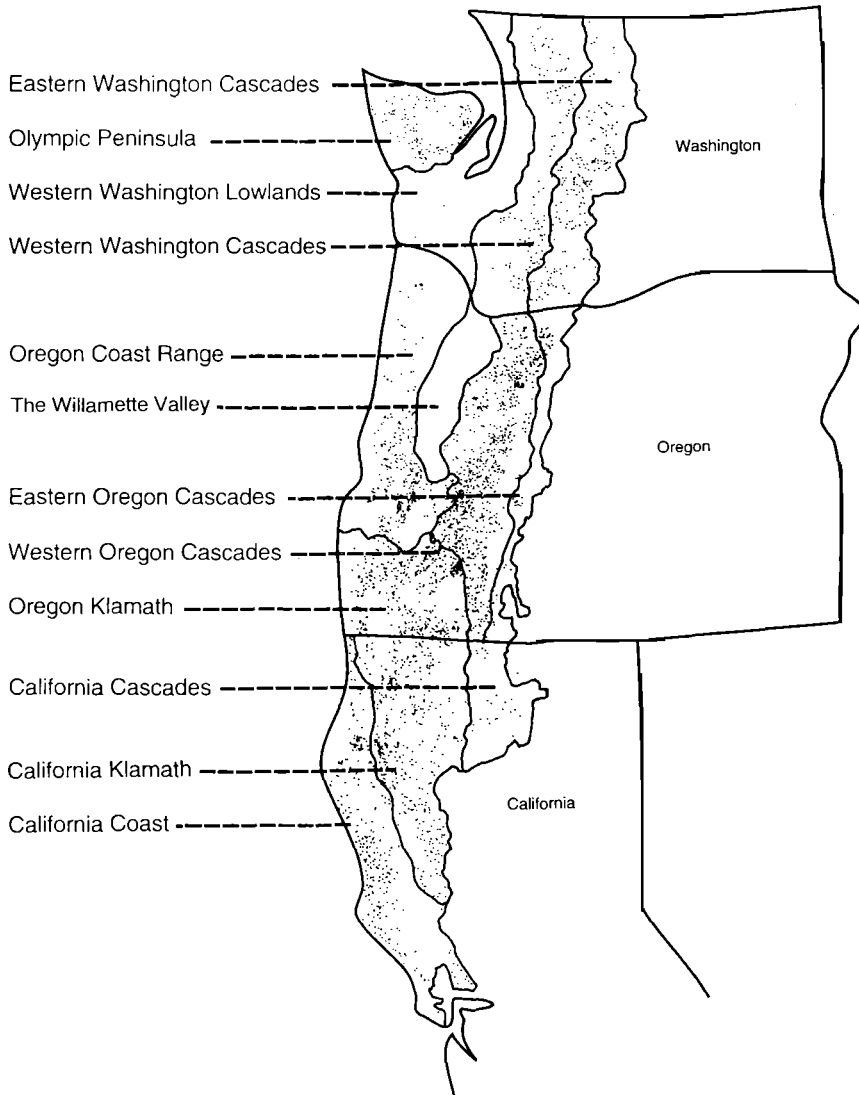 Eastern Washington Cascades
Olympic Peninsula
Washington
Western Washington Lowlands
Western Washington Cascades
Oregon Coast Range
The Willamette Valley
Oregon
Eastern Oregon Cascades
Western Oregon Cascades
Oregon Klamath
California Cascades
California Klamath
California
California Coast